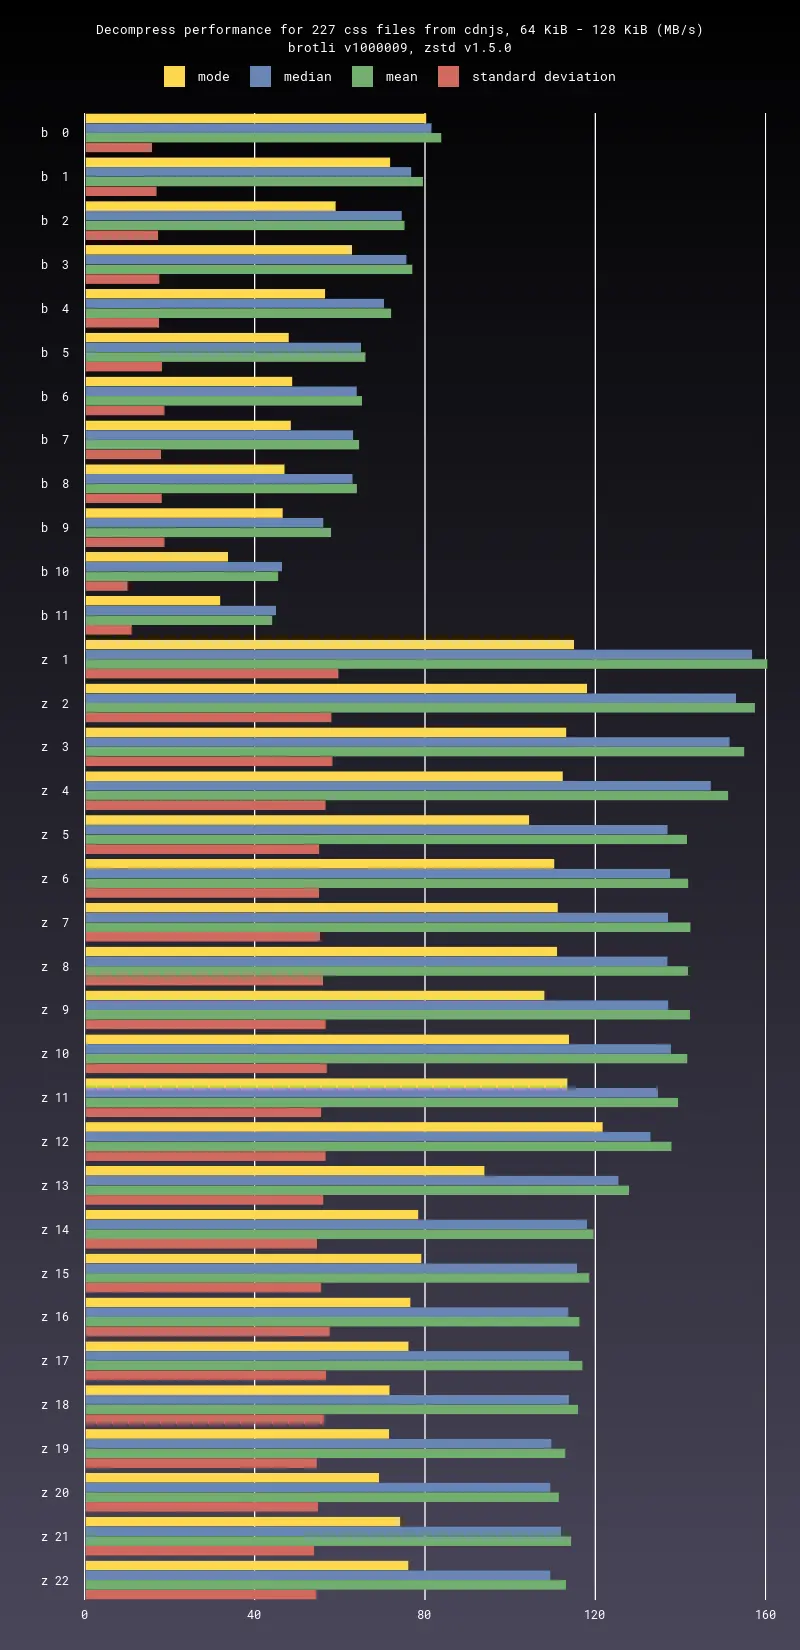 Decompress performance for 227 css files from cdnjs, 64 KiB - 128 KiB (MB/s)
brotli v1000009, zstd v1.5.0
mode median mean standard deviation
b 0
b 1
b 2
b 3
b 4
b 5
b 6
b 7
b 8
b 9
b 10
b 11
z 1
z 2
z 3
z 4
z 5
z 6
z 7
z 8
z 9
z 10
z 11
z 12
z 13
z 14
z 15
z 16
z 17
z 18
z 19
z 20
z 21
z 22
0 40 80 120 160